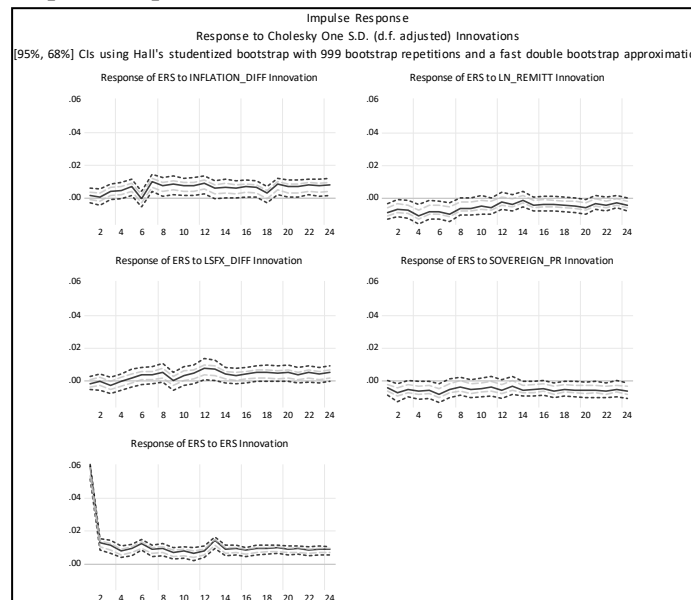 Impulse Response
Response to Cholesky One S.D. (d.f. adjusted) Innovations
[95%, 68%] CIs using Hall's studentized bootstrap with 999 bootstrap repetitions and a fast double bootstrap approximatio
Response of ERS to INFLATION_DIFF Innovation
.06
.04
.02
.00
2 4 6 8 10 12 14 16 18 20 22 24
Response of ERS to LN_REMITT Innovation
.06
.04
.02
.00
2 4 6 8 10 12 14 16 18 20 22 24
Response of ERS to LSFX_DIFF Innovation
.06
.04
.02
.00
2 4 6 8 10 12 14 16 18 20 22 24
Response of ERS to SOVEREIGN_PR Innovation
.06
.04
.02
.00
2 4 6 8 10 12 14 16 18 20 22 24
Response of ERS to ERS Innovation
.06
.04
.02
.00
2 4 6 8 10 12 14 16 18 20 22 24